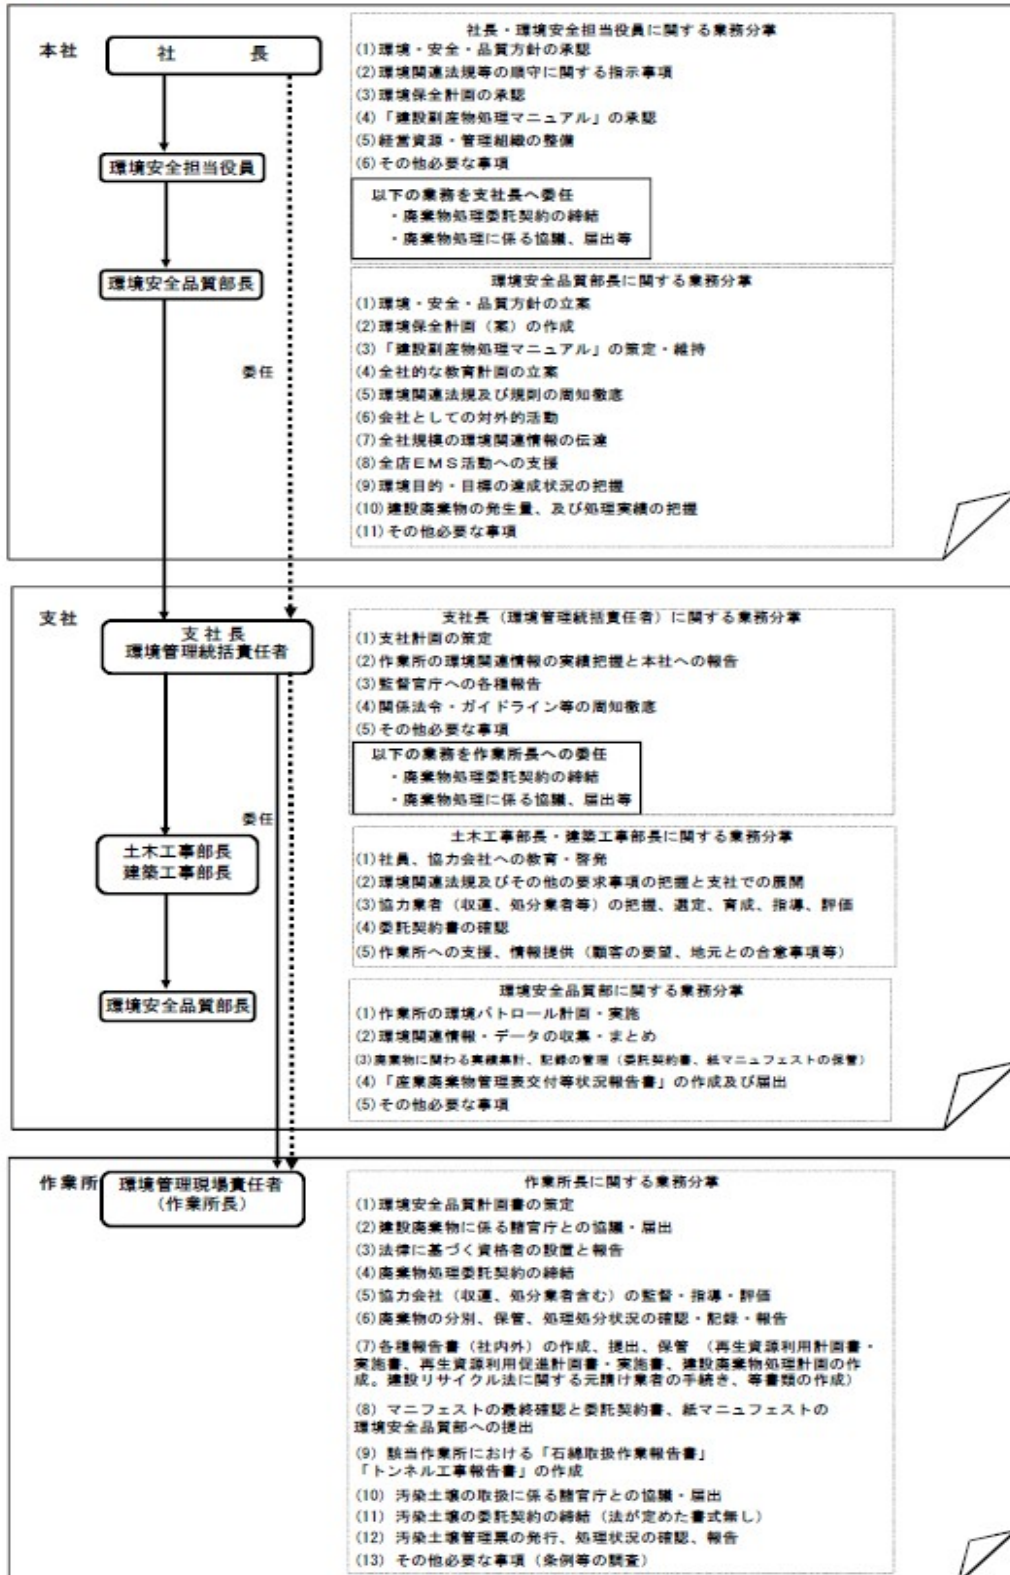 本社
社長
環境安全担当役員
環境安全品質部長
委任
社長・環境安全担当役員に関する業務分掌
(1)環境・安全・品質方針の承認
(2)環境関連法規等の順守に関する指示事項
(3)環境保全計画の承認
(4)「建設副産物処理マニュアル」の承認
(5)経営資源・管理組織の整備
(6)その他必要な事項
以下の業務を支社長へ委任
・廃棄物処理委託契約の締結
・廃棄物処理に係る協議、届出等
環境安全品質部長に関する業務分掌
(1)環境・安全・品質方針の立案
(2)環境保全計画（案）の作成
(3)「建設副産物処理マニュアル」の策定・維持
(4)全社的な教育計画の立案
(5)環境関連法規及び規則の周知徹底
(6)会社としての対外的活動
(7)全社規模の環境関連情報の伝達
(8)全店ＥＭＳ活動への支援
(9)環境目的・目標の達成状況の把握
(10)建設廃棄物の発生量、及び処理実績の把握
(11)その他必要な事項
支社
支社長
環境管理統括責任者
委任
土木工事部長
建築工事部長
環境安全品質部長
支社長（環境管理統括責任者）に関する業務分掌
(1)支社計画の策定
(2)作業所の環境関連情報の実績把握と本社への報告
(3)監督官庁への各種報告
(4)関係法令・ガイドライン等の周知徹底
(5)その他必要な事項
以下の業務を作業所長への委任
・廃棄物処理委託契約の締結
・廃棄物処理に係る協議、届出等
土木工事部長・建築工事部長に関する業務分掌
(1)社員、協力会社への教育・啓発
(2)環境関連法規及びその他の要求事項の把握と支社での展開
(3)協力業者（収運、処分業者等）の把握、選定、育成、指導、評価
(4)委託契約書の確認
(5)作業所への支援、情報提供（顧客の要望、地元との合意事項等）
環境安全品質部に関する業務分掌
(1)作業所の環境パトロール計画・実施
(2)環境関連情報・データの収集・まとめ
(3)廃棄物に関わる実績集計、記録の管理（委託契約書、紙マニュフェストの保管）
(4)「産業廃棄物管理表交付等状況報告書」の作成及び届出
(5)その他必要な事項
作業所
環境管理現場責任者
（作業所長）
作業所長に関する業務分掌
(1)環境安全品質計画書の策定
(2)建設廃棄物に係る諸官庁との協議・届出
(3)法律に基づく資格者の設置と報告
(4)廃棄物処理委託契約の締結
(5)協力会社（収運、処分業者含む）の監督・指導・評価
(6)廃棄物の分別、保管、処理処分状況の確認・記録・報告
(7)各種報告書（社内外）の作成、提出、保管　（再生資源利用計画書・
実施書、再生資源利用促進計画書・実施書、建設廃棄物処理計画の作
成。建設リサイクル法に関する元請け業者の手続き、等書類の作成）
(8) マニフェストの最終確認と委託契約書、紙マニュフェストの
環境安全品質部への提出
(9) 該当作業所における「石綿取扱作業報告書」
「トンネル工事報告書」の作成
(10) 汚染土壌の取扱に係る諸官庁との協議・届出
(11) 汚染土壌の委託契約の締結（法が定めた書式無し）
(12) 汚染土壌管理票の発行、処理状況の確認、報告
(13) その他必要な事項（条例等の調査）